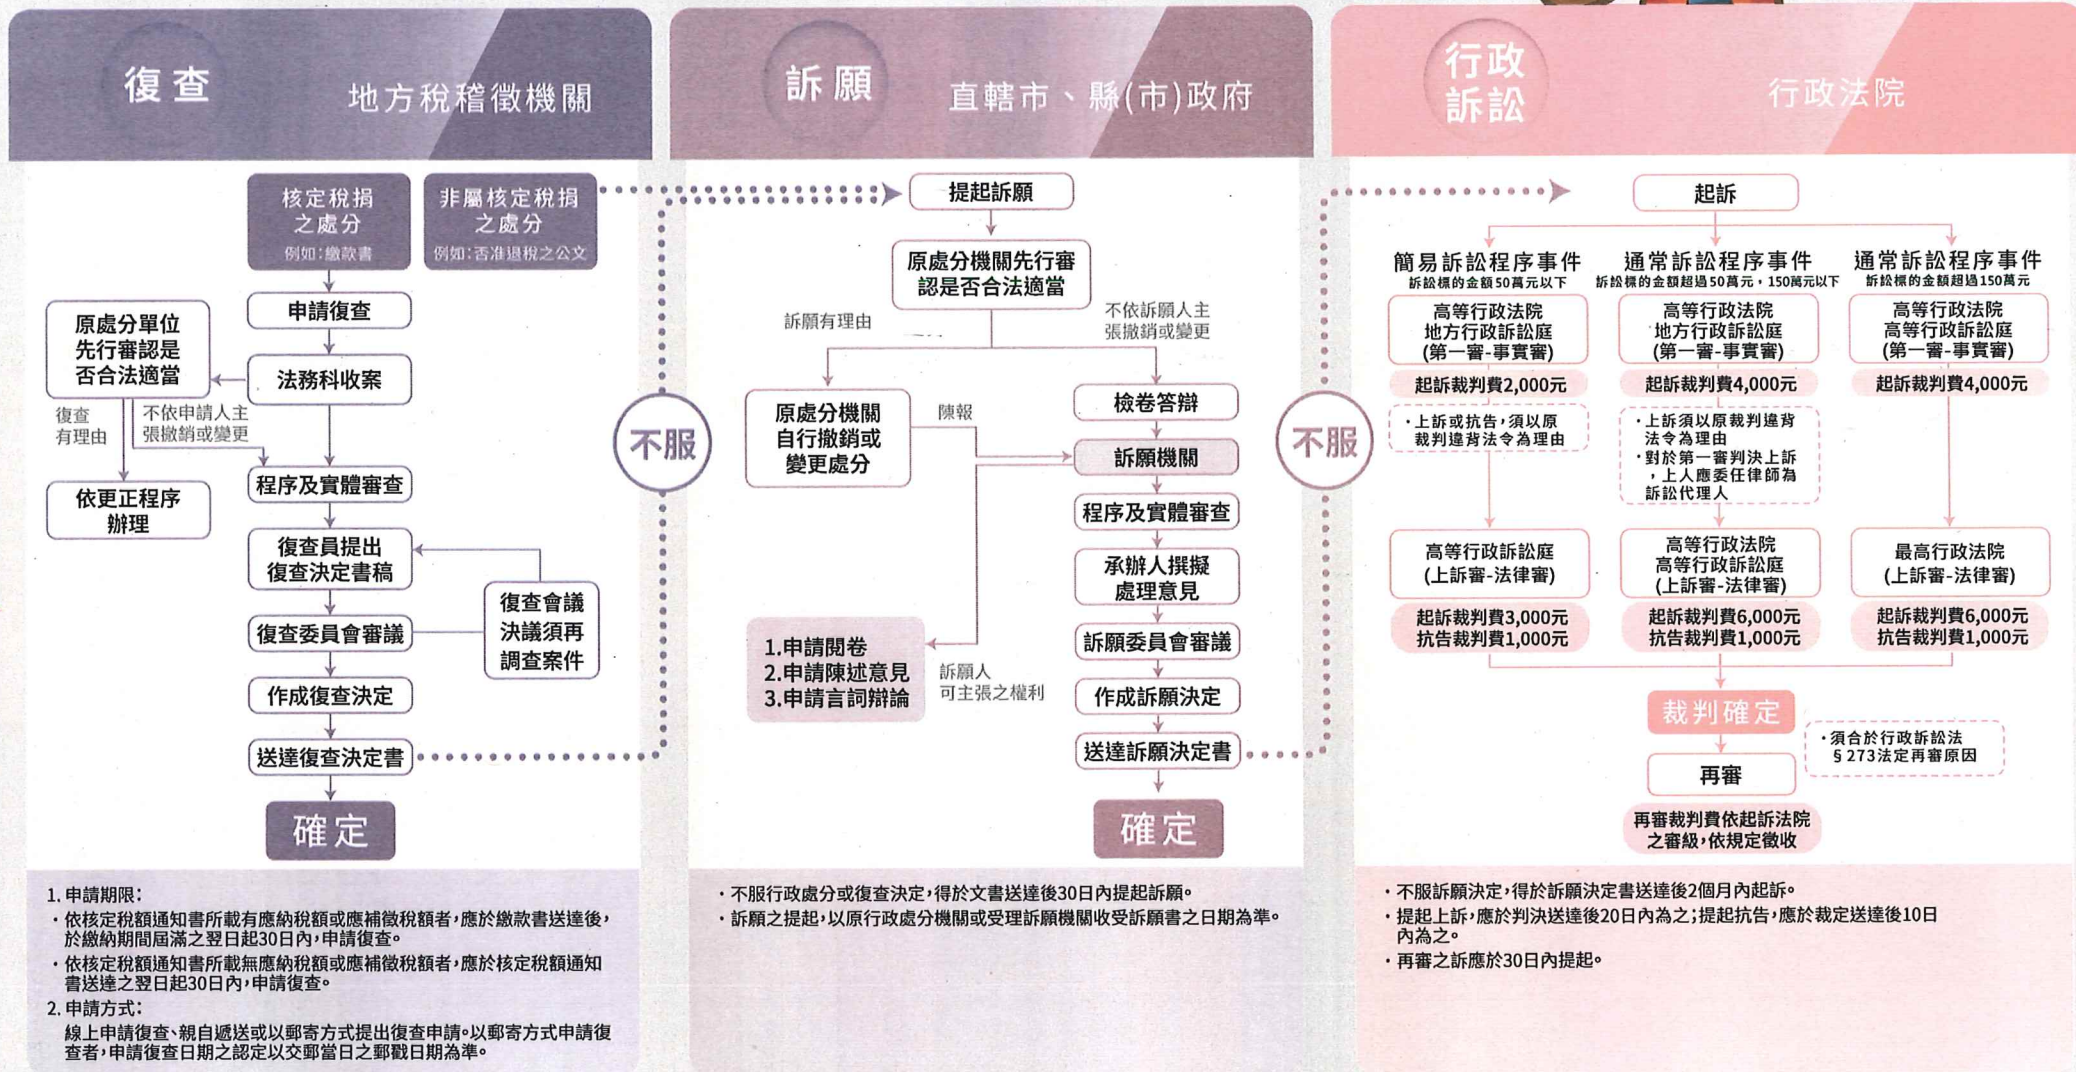 復查
地方稅稽徵機關
核定稅捐
之處分
例如：繳款書
非屬核定稅捐
之處分
例如：否准退稅之公文
申請復查
原處分單位
先行審認是
否合法適當
法務科收案
復查
有理由
不依申請人主
張撤銷或變更
依更正程序
辦理
程序及實體審查
復查員提出
復查決定書稿
復查委員會審議
復查會議
決議須再
調查案件
作成復查決定
送達復查決定書
確定
1. 申請期限：
・依核定稅額通知書所載有應納稅額或應補徵稅額者，應於繳款書送達後，
於繳納期間屆滿之翌日起30日內，申請復查。
・依核定稅額通知書所載無應納稅額或應補徵稅額者，應於核定稅額通知
書送達之翌日起30日內，申請復查。
2. 申請方式：
線上申請復查、親自遞送或以郵寄方式提出復查申請。以郵寄方式申請復
查者，申請復查日期之認定以交郵當日之郵戳日期為準。
不服
訴願
直轄市、縣(市)政府
提起訴願
原處分機關先行審
認是否合法適當
訴願有理由
不依訴願人主
張撤銷或變更
原處分機關
自行撤銷或
變更處分
陳報
檢卷答辯
訴願機關
程序及實體審查
承辦人撰擬
處理意見
1.申請閱卷
2.申請陳述意見
3.申請言詞辯論
訴願人
可主張之權利
訴願委員會審議
作成訴願決定
送達訴願決定書
確定
・不服行政處分或復查決定，得於文書送達後30日內提起訴願。
・訴願之提起，以原行政處分機關或受理訴願機關收受訴願書之日期為準。
不服
行政
訴訟
行政法院
起訴
簡易訴訟程序事件
訴訟標的金額50萬元以下
高等行政法院
地方行政訴訟庭
(第一審-事實審)
起訴裁判費2,000元
・上訴或抗告，須以原
裁判違背法令為理由
高等行政訴訟庭
(上訴審-法律審)
起訴裁判費3,000元
抗告裁判費1,000元
通常訴訟程序事件
訴訟標的金額超過50萬元，150萬元以下
高等行政法院
地方行政訴訟庭
(第一審-事實審)
起訴裁判費4,000元
・上訴須以原裁判違背
法令為理由
・對於第一審判決上訴
，上人應委任律師為
訴訟代理人
高等行政法院
高等行政訴訟庭
(上訴審-法律審)
起訴裁判費6,000元
抗告裁判費1,000元
通常訴訟程序事件
訴訟標的金額超過150萬元
高等行政法院
高等行政訴訟庭
(第一審-事實審)
起訴裁判費4,000元
最高行政法院
(上訴審-法律審)
起訴裁判費6,000元
抗告裁判費1,000元
裁判確定
・須合於行政訴訟法
§273法定再審原因
再審
再審裁判費依起訴法院
之審級，依規定徵收
・不服訴願決定，得於訴願決定書送達後2個月內起訴。
・提起上訴，應於判決送達後20日內為之；提起抗告，應於裁定送達後10日
內為之。
・再審之訴應於30日內提起。